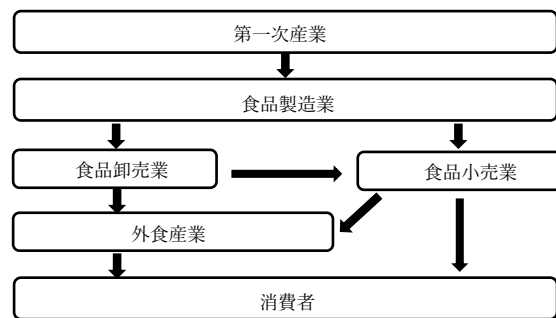 第一次産業
食品製造業
食品卸売業
食品小売業
外食産業
消費者